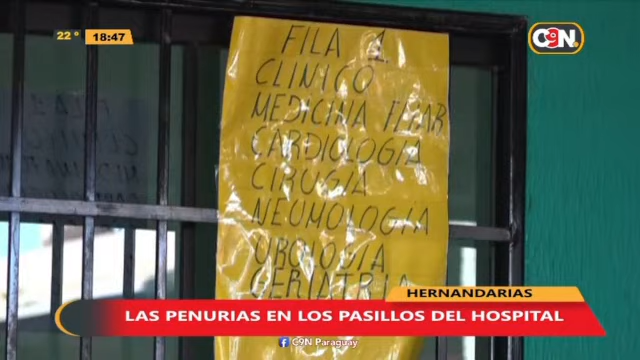 22° 18:47
C9N
FILA 1
CLINICO
MEDICINA FLIAR
CARDIOLOGIA
CIRUGIA
NEUMOLOGIA
UROLOGIA
GERIATRIA
HERNANDARIAS
LAS PENURIAS EN LOS PASILLOS DEL HOSPITAL
C9N Paraguay